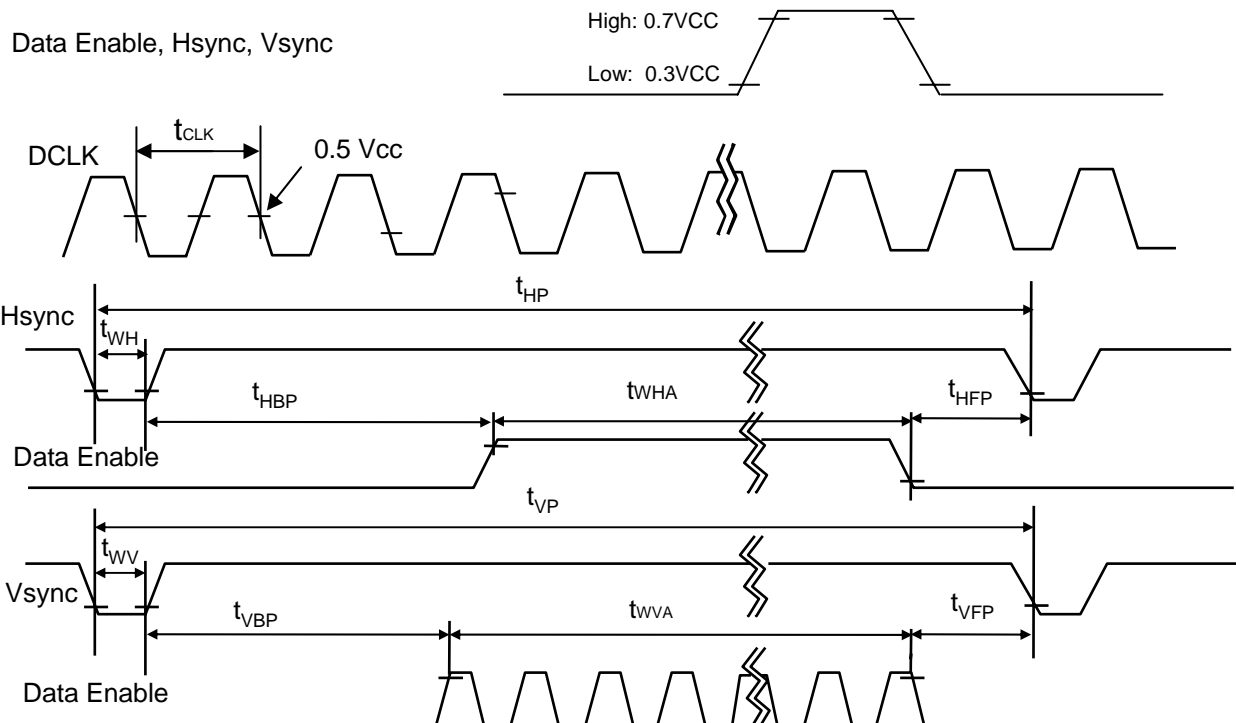 High: 0.7VCC
Data Enable, Hsync, Vsync
Low: 0.3VCC
tCLK
DCLK
0.5 Vcc
tHP
Hsync
tWH
tHBP
tWHA
tHFP
Data Enable
tVP
tWV
Vsync
tVBP
tWVA
tVFP
Data Enable